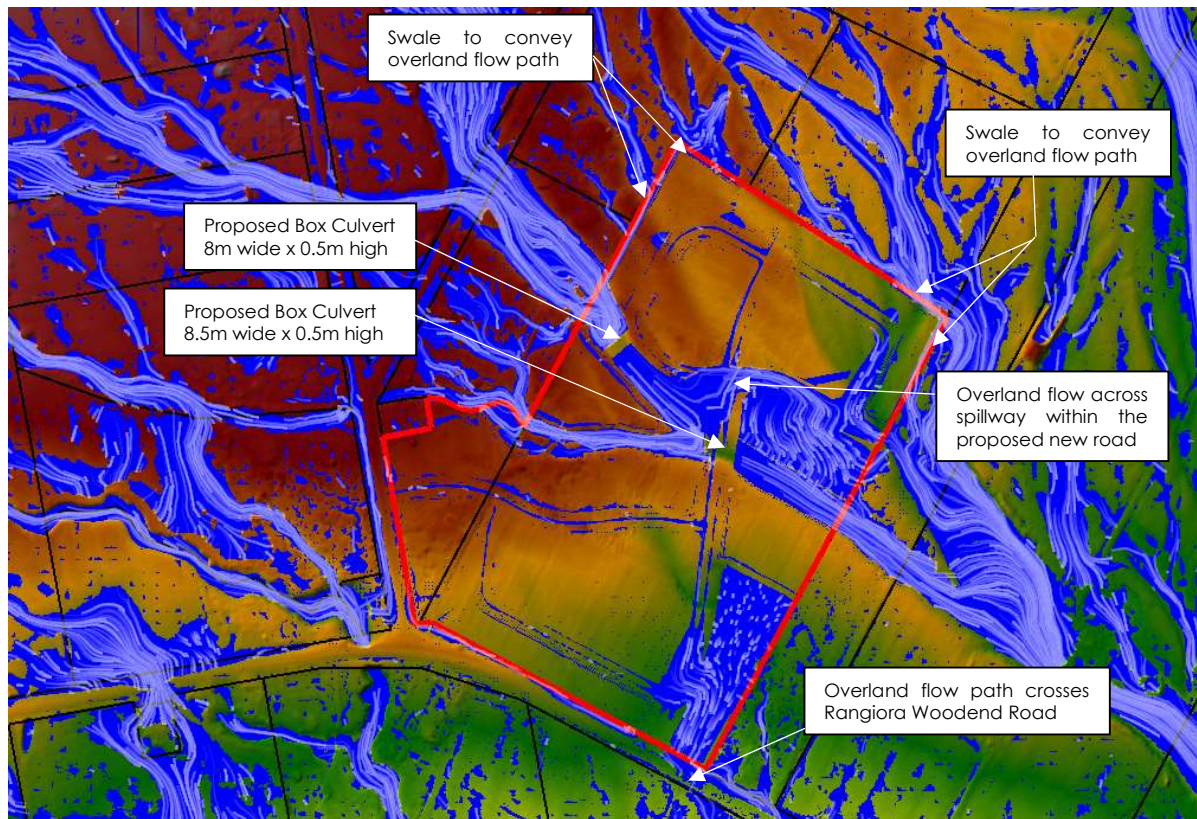 Swale to convey
overland flow path
Swale to convey
overland flow path
Proposed Box Culvert
8m wide x 0.5m high
Proposed Box Culvert
8.5m wide x 0.5m high
Overland flow across
spillway within the
proposed new road
Overland flow path crosses
Rangiora Woodend Road